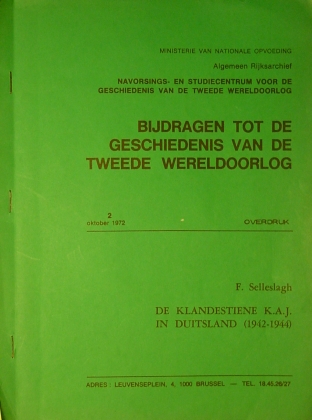 MINISTERIE VAN NATIONALE OPVOEDING
Algemeen Rijksarchief
NAVORSINGS- EN STUDIECENTRUM VOOR DE
GESCHIEDENIS VAN DE TWEEDE WERELDOORLOG
BIJDRAGEN TOT DE
GESCHIEDENIS VAN DE
TWEEDE WERELDOORLOG
2
oktober 1972 OVERDRUK
F. Selleslagh
DE KLANDESTIENE K.A.J.
IN DUITSLAND (1942-1944)
ADRES : LEUVENSEPLEIN, 4, 1000 BRUSSEL — TEL. 18.45.26/27